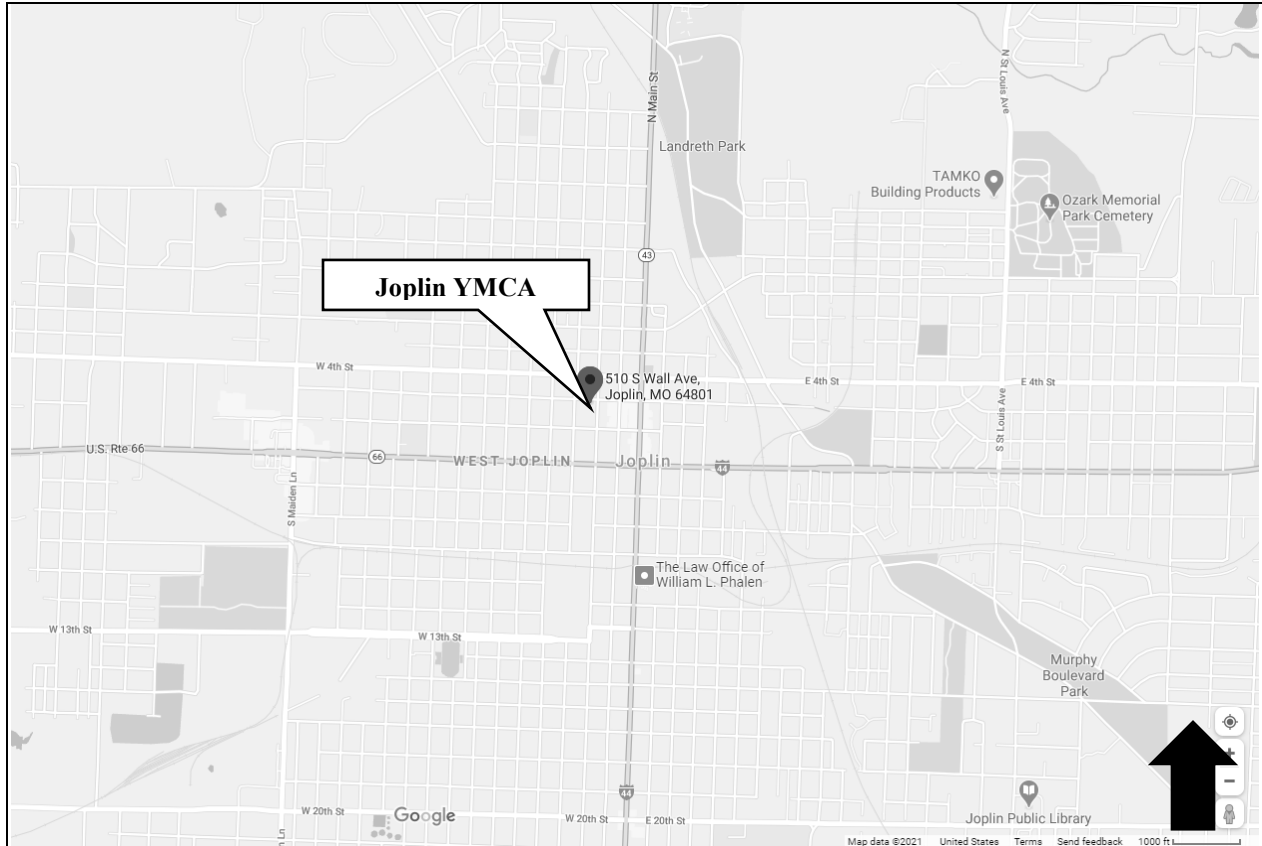 N Main St
N St Louis Ave
Landreth Park
TAMKO
Building Products
Ozark Memorial
Park Cemetery
43
Joplin YMCA
W 4th St
510 S Wall Ave,
Joplin, MO 64801
E 4th St
E 4th St
S St Louis Ave
U.S. Rte 66
66
WEST JOPLIN
Joplin
44
S Maiden Ln
The Law Office of
William L. Phalen
W 13th St
W 13th St
Murphy
Boulevard
Park
+
−
44
W 20th St
Google
W 20th St
E 20th St
Joplin Public Library
Map data ©2021 United States Terms Send feedback 1000 ft